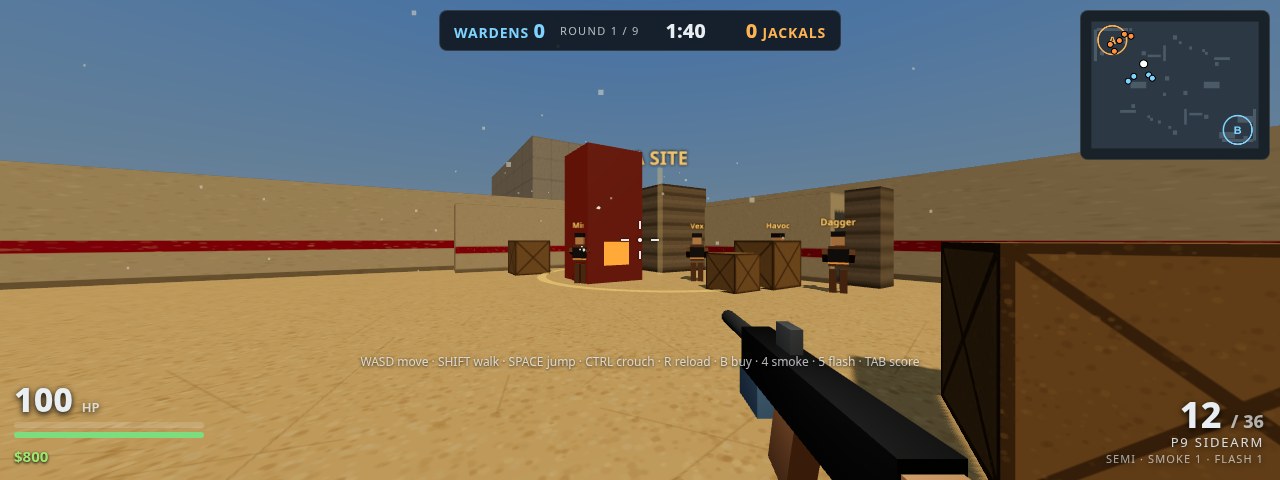 WARDENS 0 ROUND 1 / 9 1:40 0 JACKALS
SITE
Vex
Havoc
Dagger
B
WASD move · SHIFT walk · SPACE jump · CTRL crouch · R reload · B buy · 4 smoke · 5 flash · TAB score
100 HP
$800
12 / 36
P9 SIDEARM
SEMI · SMOKE 1 · FLASH 1